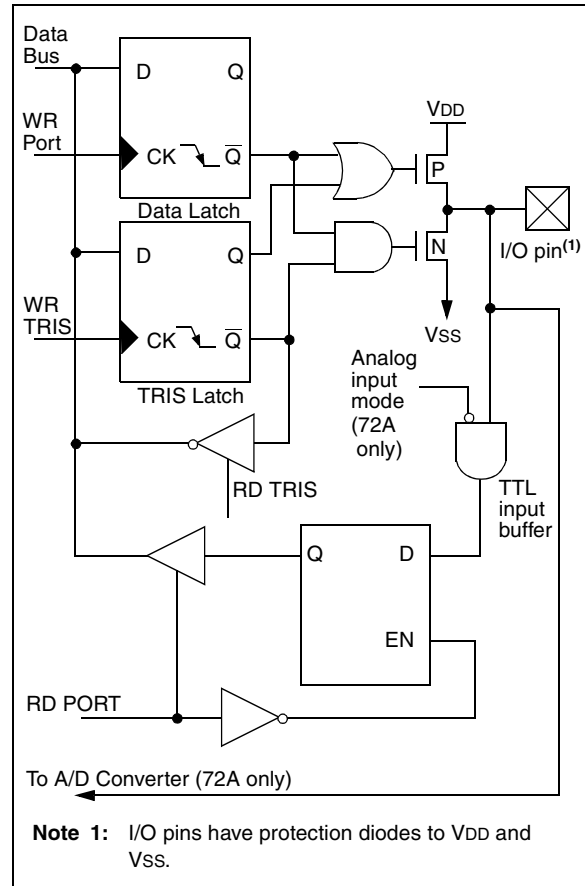 Data
Bus
D
Q
VDD
WR
Port
CK
Q
P
Data Latch
I/O pin(1)
D
Q
N
WR
TRIS
CK
Q
VSS
TRIS Latch
Analog
input
mode
(72A
only)
RD TRIS
TTL
input
buffer
Q
D
EN
RD PORT
To A/D Converter (72A only)
Note 1: I/O pins have protection diodes to VDD and
VSS.